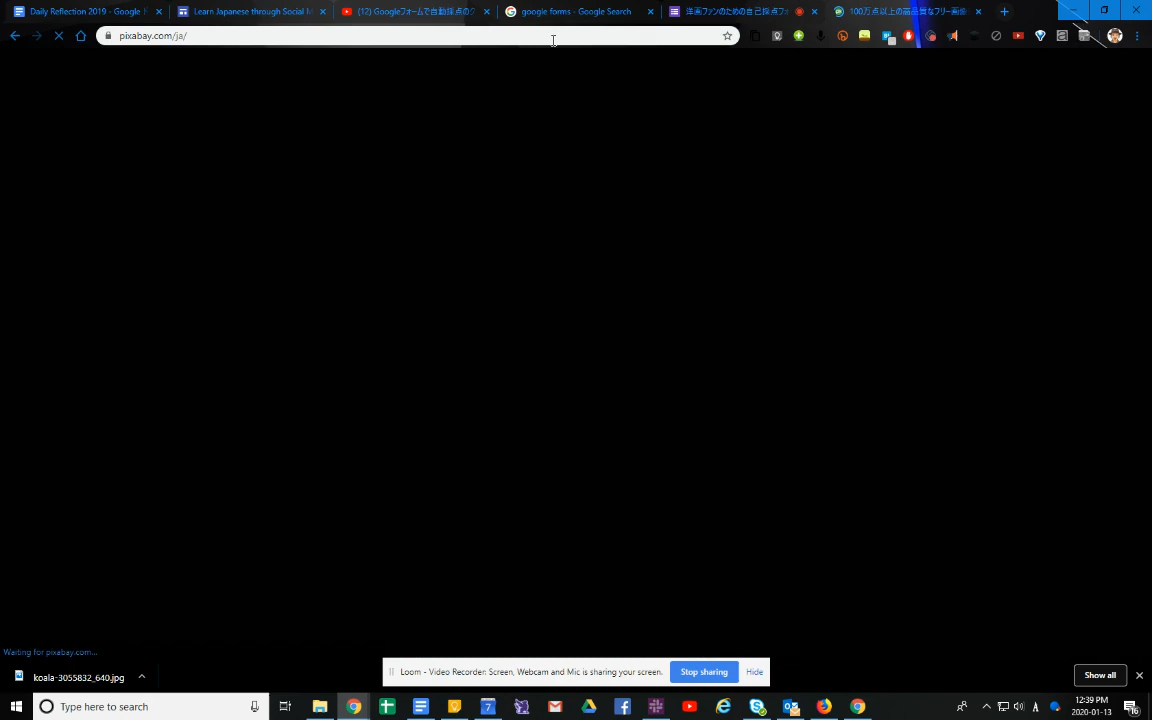 Daily Reflection 2019 - Google
Learn Japanese through Social
(12) Googleフォームで自動採点の
google forms - Google Search
洋画ファンのための自己採点フ
100万点以上の高品質なフリー画像
pixabay.com/ja/
Waiting for pixabay.com...
koala-3055832_640.jpg
Loom - Video Recorder: Screen, Webcam and Mic is sharing your screen.
Stop sharing
Hide
Show all
Type here to search
7
A
12:39 PM
2020-01-13
16